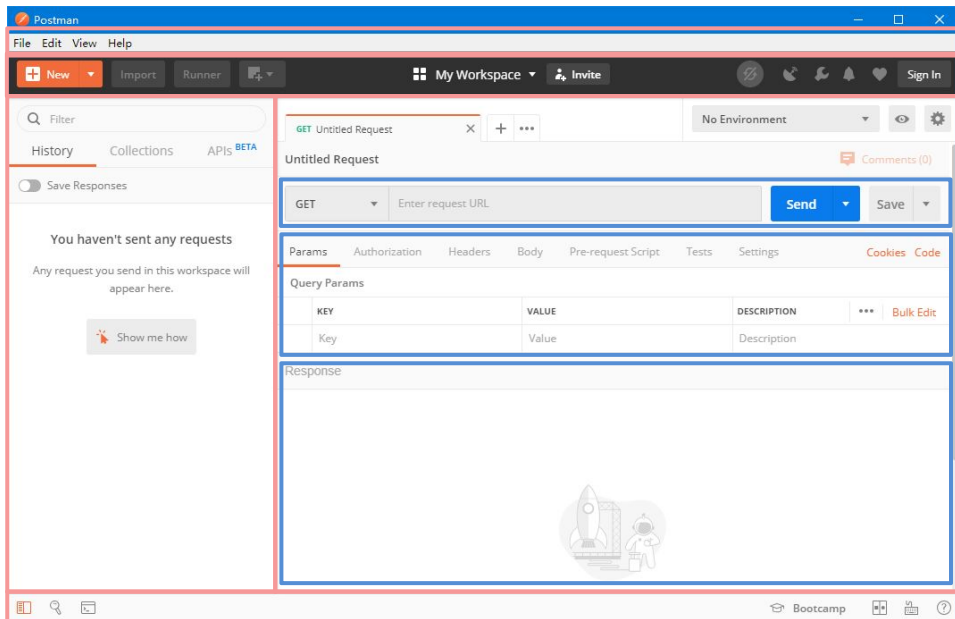 Postman
File Edit View Help
New Import Runner My Workspace Invite Sign In
Filter
History Collections APIs BETA
Save Responses
You haven't sent any requests
Any request you send in this workspace will
appear here.
Show me how
GET Untitled Request
No Environment
Untitled Request
Comments (0)
GET Enter request URL Send Save
Params Authorization Headers Body Pre-request Script Tests Settings Cookies Code
Query Params
KEY VALUE DESCRIPTION Bulk Edit
Key Value Description
Response
Bootcamp